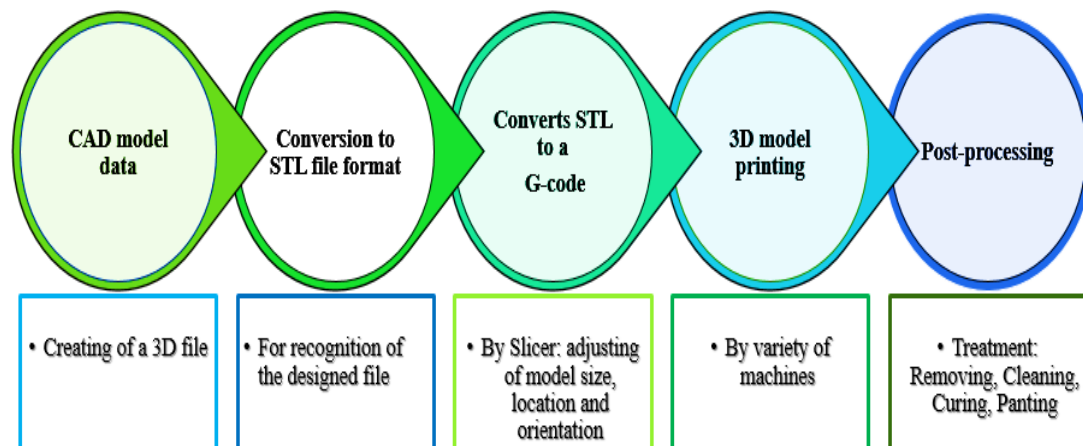 CAD model
data
Conversion to
STL file format
Converts STL
to a
G-code
3D model
printing
Post-processing
• Creating of a 3D file
• For recognition of
the designed file
• By Slicer: adjusting
of model size,
location and
orientation
• By variety of
machines
• Treatment:
Removing, Cleaning,
Curing, Panting